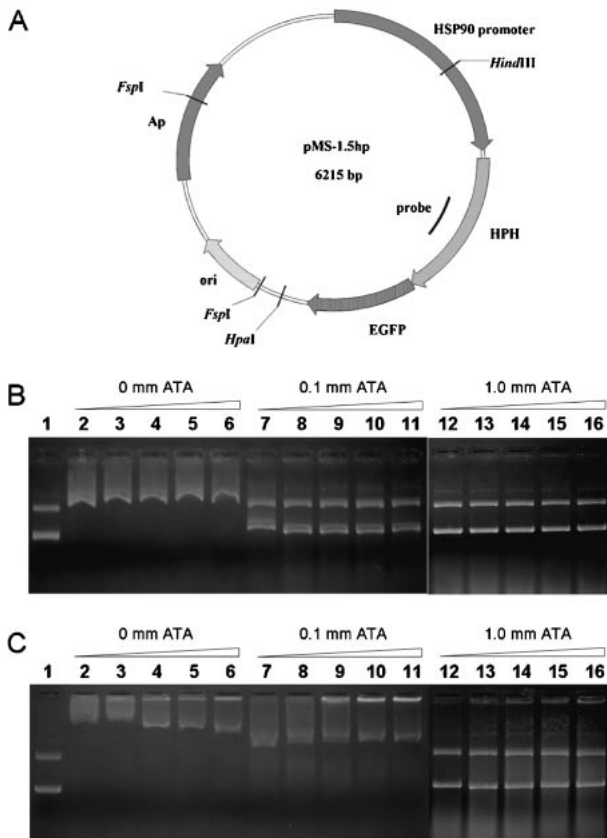 A
HSP90 promoter
HindIII
FspI
Ap
pMS-1.5hp
6215 bp
probe
HPH
ori
FspI
HpaI
EGFP
B
0 mm ATA 0.1 mm ATA 1.0 mm ATA
1 2 3 4 5 6 7 8 9 10 11 12 13 14 15 16
C
0 mm ATA 0.1 mm ATA 1.0 mm ATA
1 2 3 4 5 6 7 8 9 10 11 12 13 14 15 16